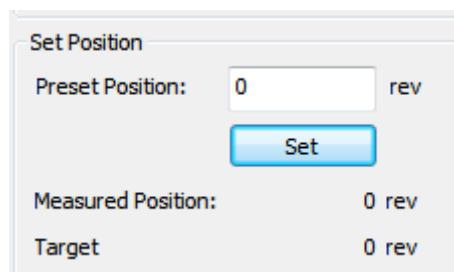 Set Position
Preset Position: 0 rev
Set
Measured Position: 0 rev
Target 0 rev